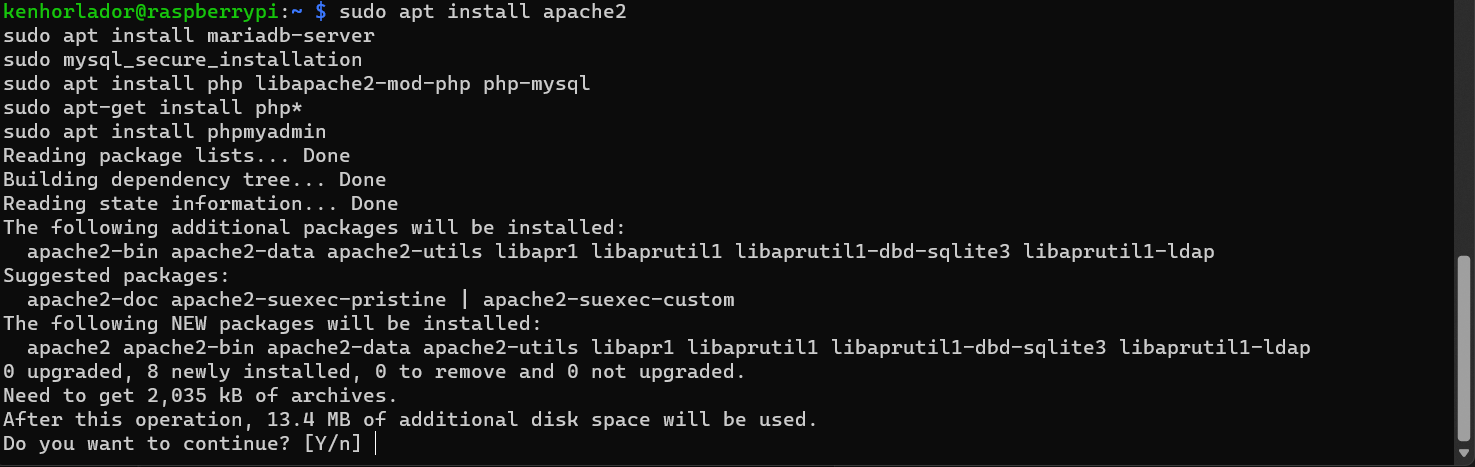 kenhorlador@raspberrypi:~ $ sudo apt install apache2
sudo apt install mariadb-server
sudo mysql_secure_installation
sudo apt install php libapache2-mod-php php-mysql
sudo apt-get install php*
sudo apt install phpmyadmin
Reading package lists... Done
Building dependency tree... Done
Reading state information... Done
The following additional packages will be installed:
  apache2-bin apache2-data apache2-utils libapr1 libaprutil1 libaprutil1-dbd-sqlite3 libaprutil1-ldap
Suggested packages:
  apache2-doc apache2-suexec-pristine | apache2-suexec-custom
The following NEW packages will be installed:
  apache2 apache2-bin apache2-data apache2-utils libapr1 libaprutil1 libaprutil1-dbd-sqlite3 libaprutil1-ldap
0 upgraded, 8 newly installed, 0 to remove and 0 not upgraded.
Need to get 2,035 kB of archives.
After this operation, 13.4 MB of additional disk space will be used.
Do you want to continue? [Y/n]